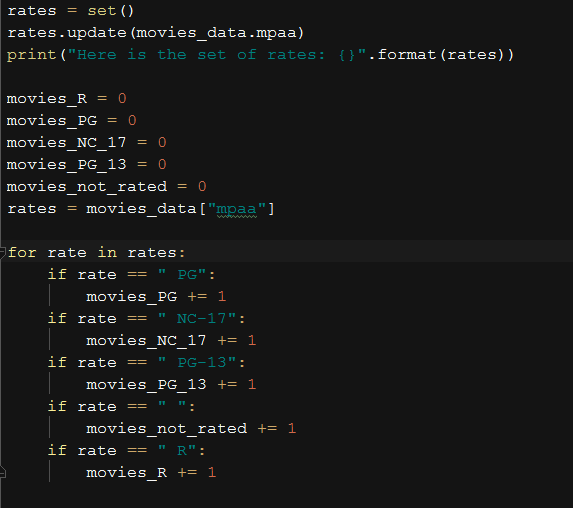 rates = set()
rates.update(movies_data.mpaa)
print("Here is the set of rates: {}".format(rates))
movies_R = 0
movies_PG = 0
movies_NC_17 = 0
movies_PG_13 = 0
movies_not_rated = 0
rates = movies_data["mpaa"]
for rate in rates:
    if rate == " PG":
        movies_PG += 1
    if rate == " NC-17":
        movies_NC_17 += 1
    if rate == " PG-13":
        movies_PG_13 += 1
    if rate == " ":
        movies_not_rated += 1
    if rate == " R":
        movies_R += 1